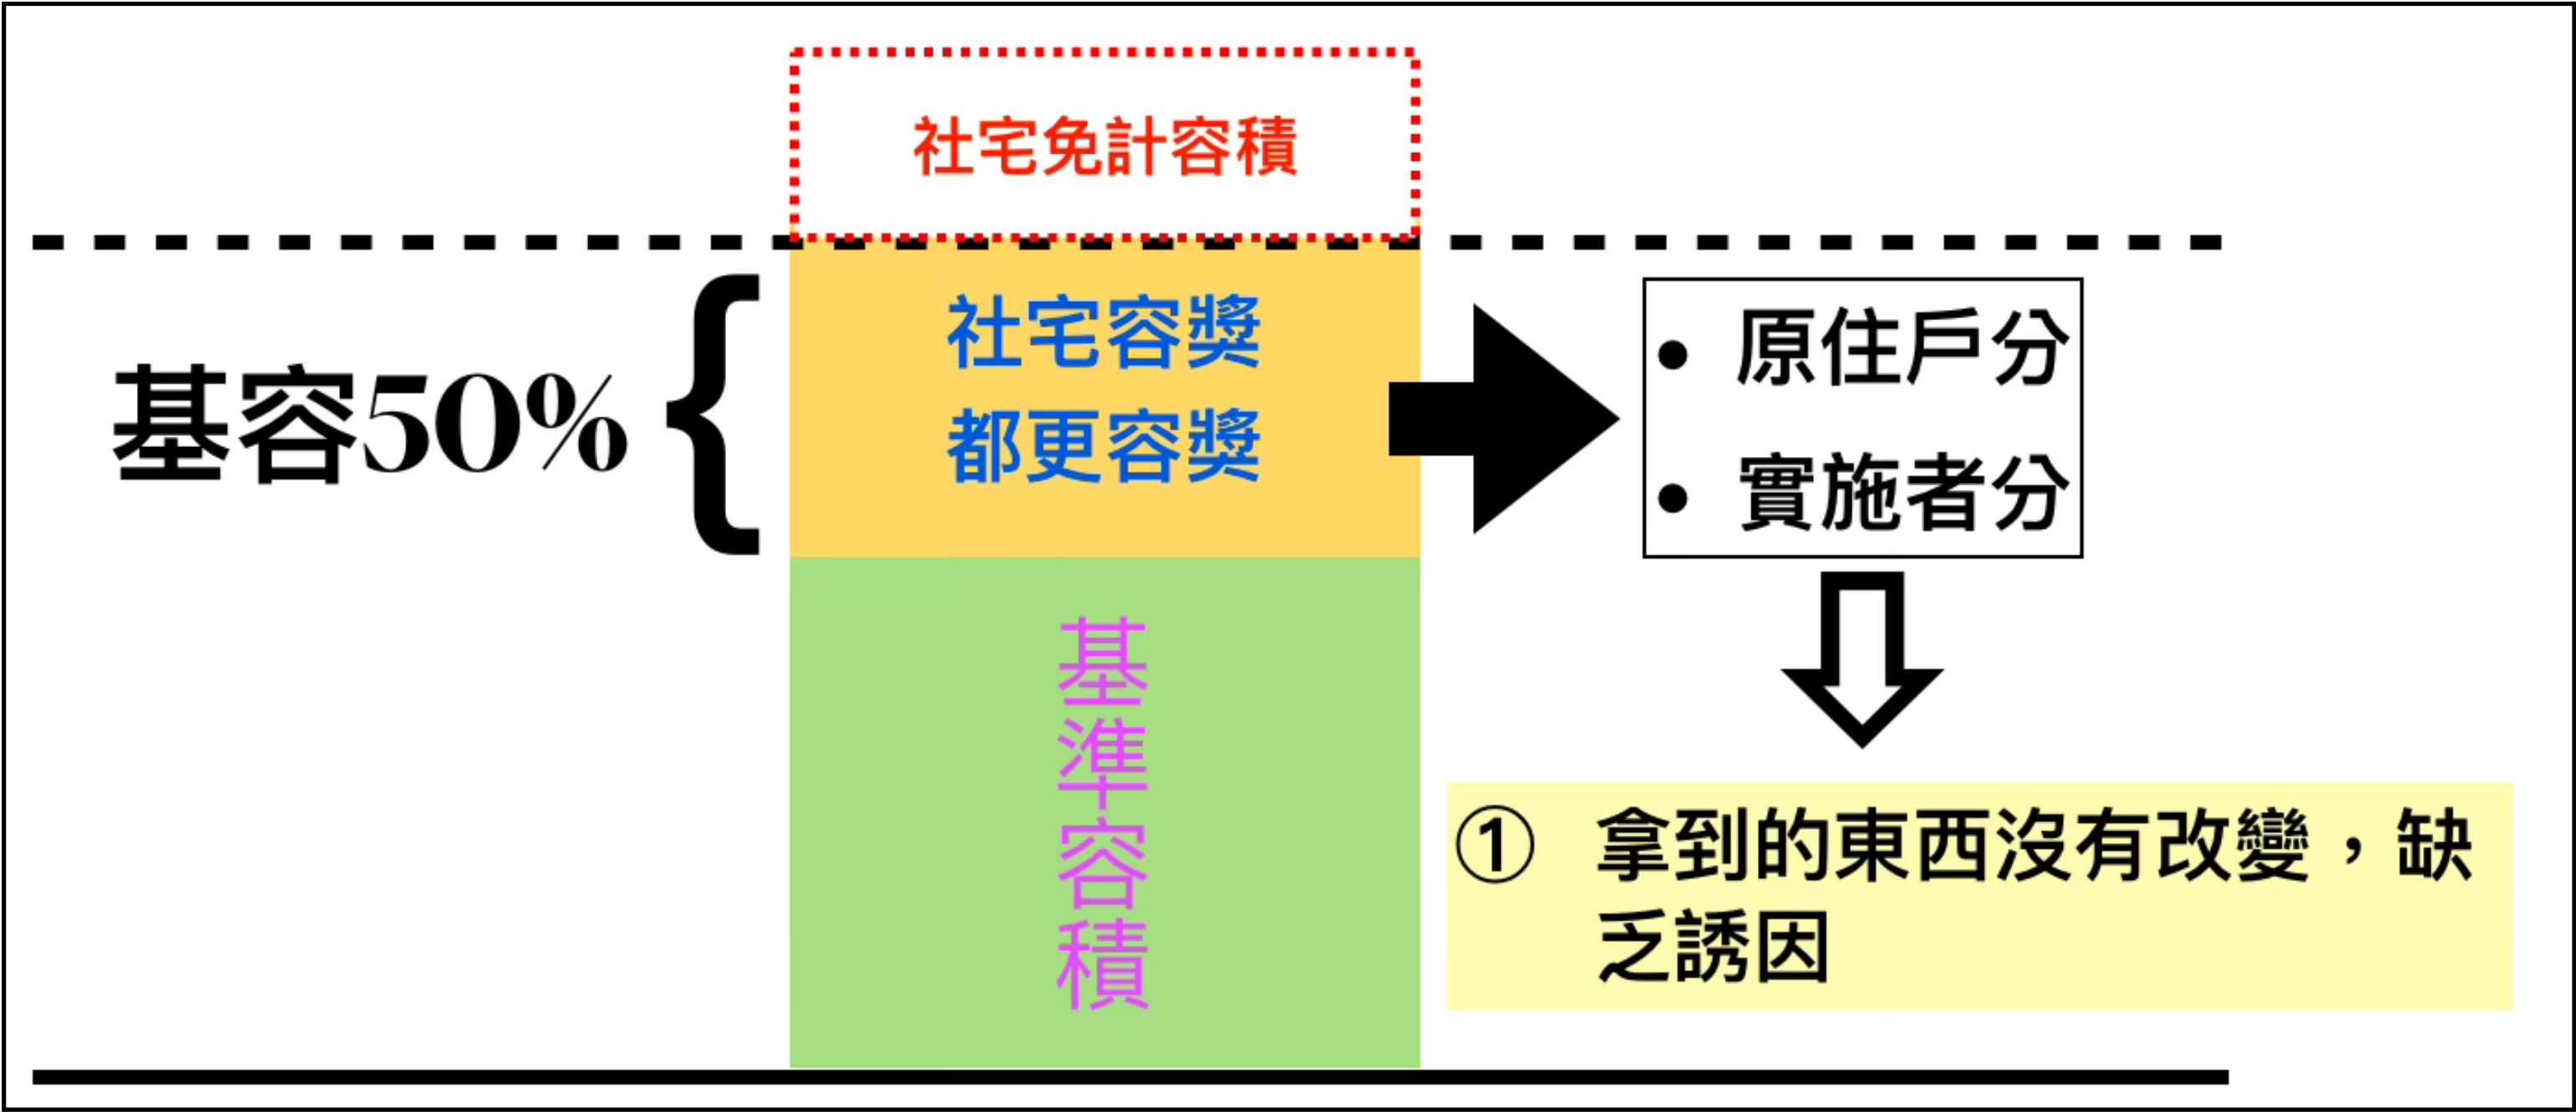 社宅免計容積
基容50%
社宅容獎
都更容獎
• 原住戶分
• 實施者分
基準容積
① 拿到的東西沒有改變，缺
乏誘因